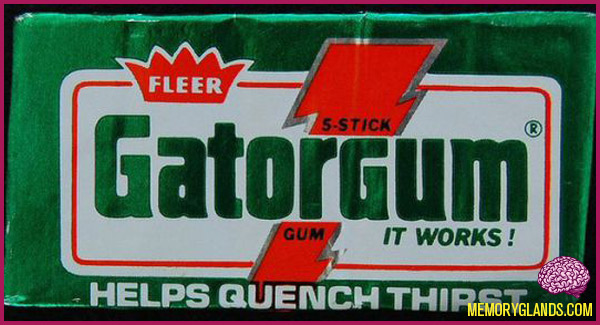 FLEER
5-STICK
GatorGum®
GUM
IT WORKS!
HELPS QUENCH THIRST
MEMORYGLANDS.COM